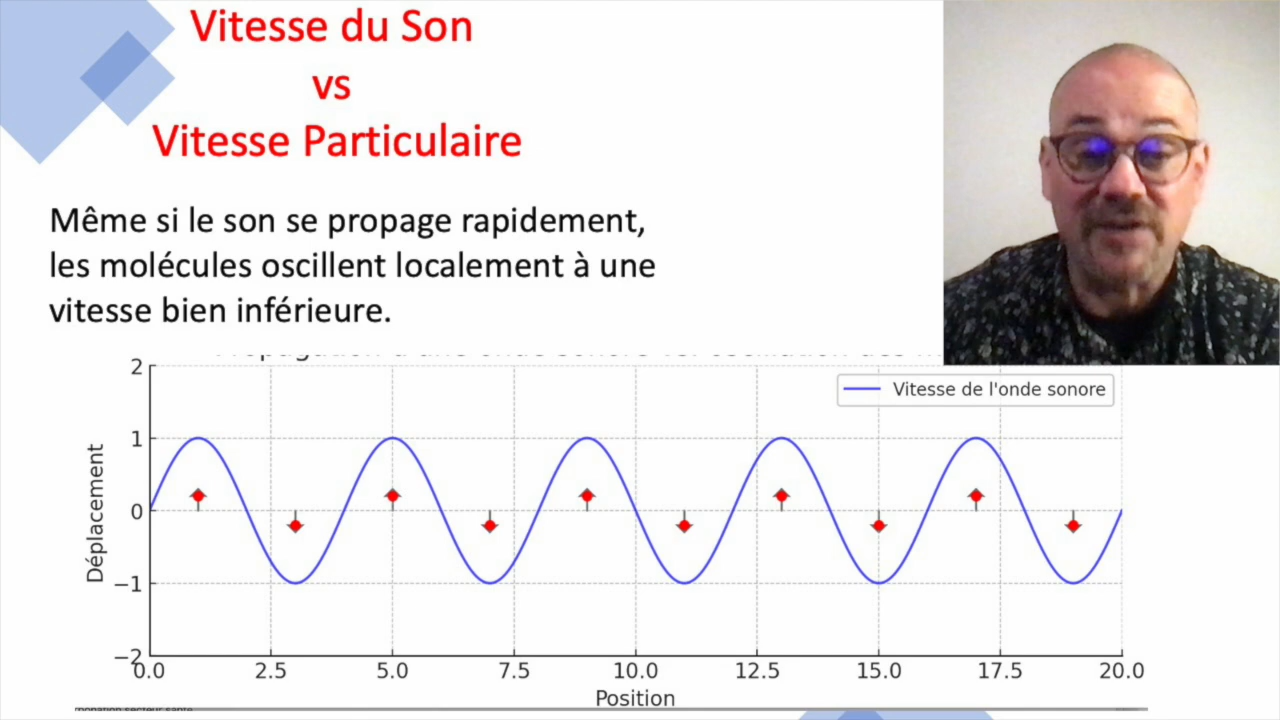 Vitesse du Son
vs
Vitesse Particulaire
Même si le son se propage rapidement,
les molécules oscillent localement à une
vitesse bien inférieure.
Vitesse de l'onde sonore
Déplacement
2
1
0
−1
−2
0.0 2.5 5.0 7.5 10.0 12.5 15.0 17.5 20.0
Position